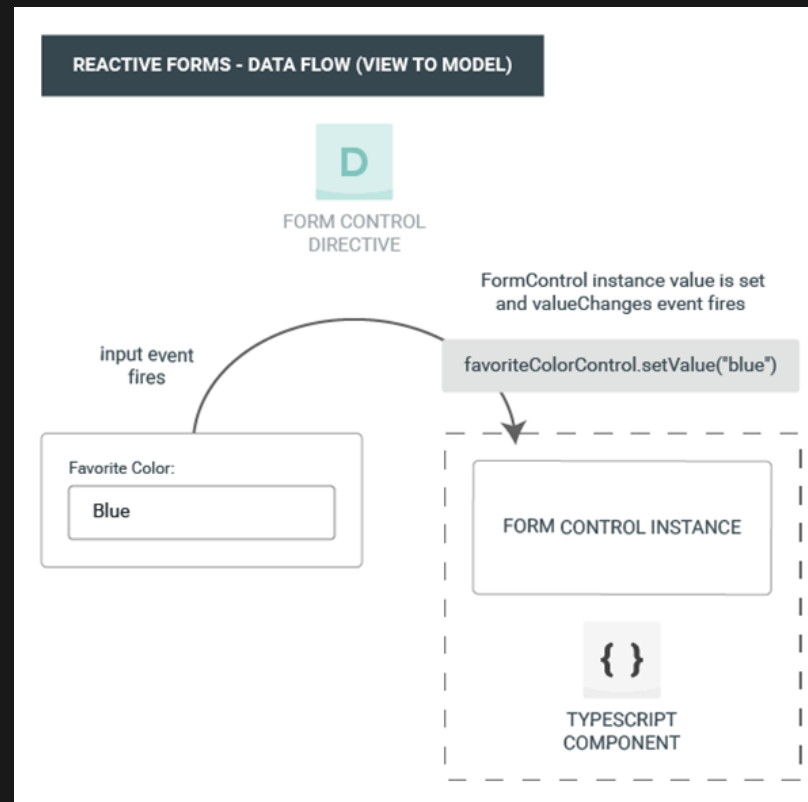 REACTIVE FORMS - DATA FLOW (VIEW TO MODEL)
D
FORM CONTROL
DIRECTIVE
FormControl instance value is set
and valueChanges event fires
input event
fires
favoriteColorControl.setValue("blue")
Favorite Color:
Blue
FORM CONTROL INSTANCE
{ }
TYPESCRIPT
COMPONENT